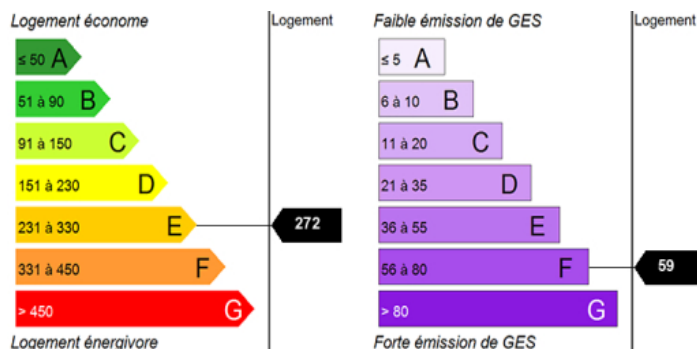 Logement économe
Logement
≤ 50 A
51 à 90 B
91 à 150 C
151 à 230 D
231 à 330 E
272
331 à 450 F
> 450 G
Logement énergivore
Faible émission de GES
Logement
≤ 5 A
6 à 10 B
11 à 20 C
21 à 35 D
36 à 55 E
56 à 80 F
59
> 80 G
Forte émission de GES